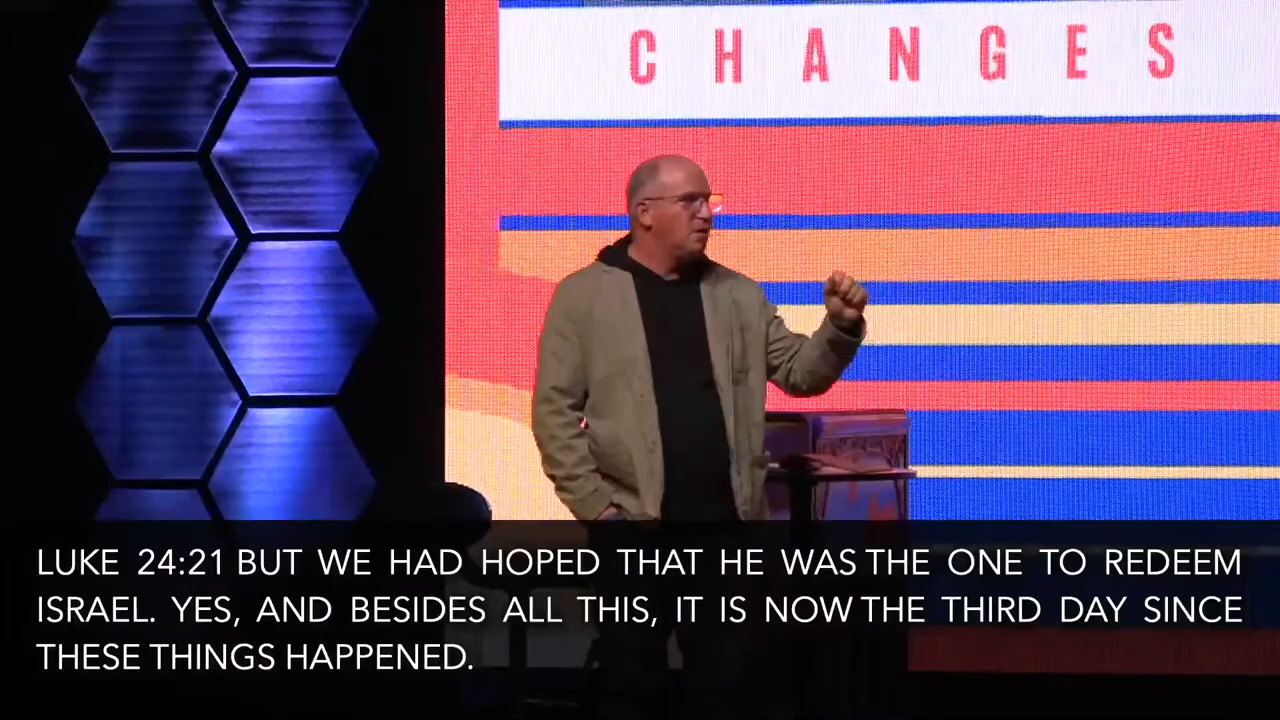 CHANGES
LUKE 24:21 BUT WE HAD HOPED THAT HE WAS THE ONE TO REDEEM
ISRAEL. YES, AND BESIDES ALL THIS, IT IS NOW THE THIRD DAY SINCE
THESE THINGS HAPPENED.